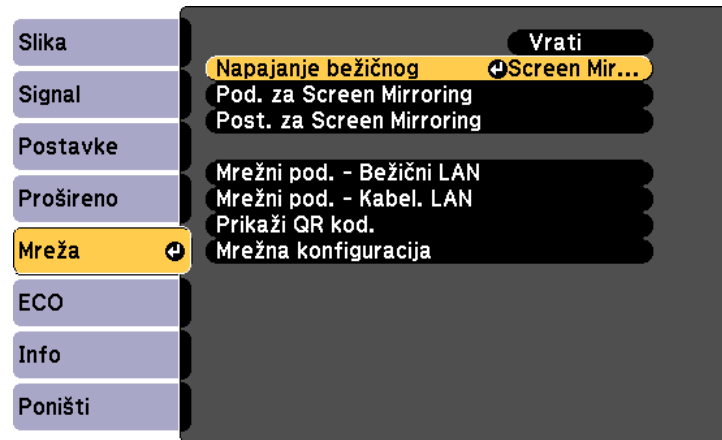 Slika
Signal
Postavke
Prošireno
Mreža
ECO
Info
Poništi
Vrati
Napajanje bežičnog Screen Mir...
Pod. za Screen Mirroring
Post. za Screen Mirroring
Mrežni pod. - Bežični LAN
Mrežni pod. - Kabel. LAN
Prikaži QR kod.
Mrežna konfiguracija